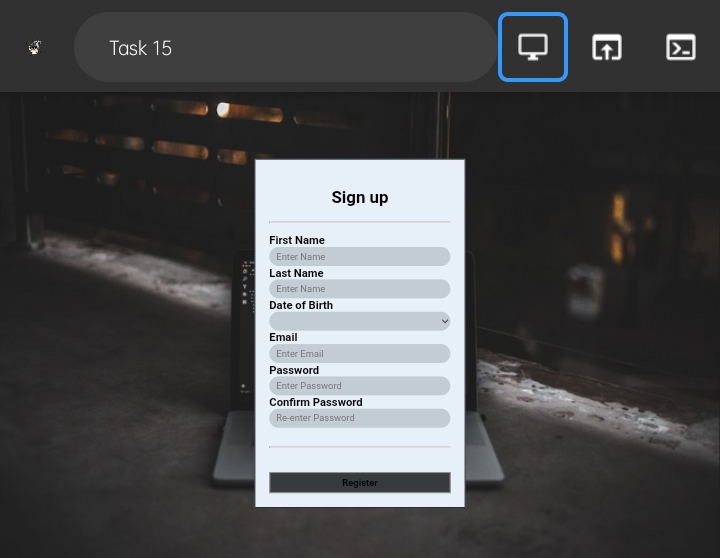 Task 15
Sign up
First Name
Enter Name
Last Name
Enter Name
Date of Birth
Email
Enter Email
Password
Enter Password
Confirm Password
Re-enter Password
Register